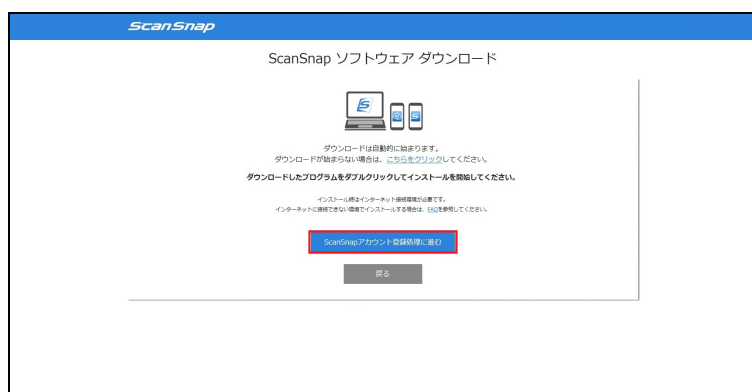 ScanSnap
ScanSnap ソフトウェア ダウンロード
ダウンロードは自動的に始まります。
ダウンロードが始まらない場合は、こちらをクリックしてください。
ダウンロードしたプログラムをダブルクリックしてインストールを開始してください。
インストール時はインターネット接続環境が必要です。
インターネットに接続できない環境でインストールする場合は、FAQを参照してください。
ScanSnapアカウント登録処理に進む
戻る